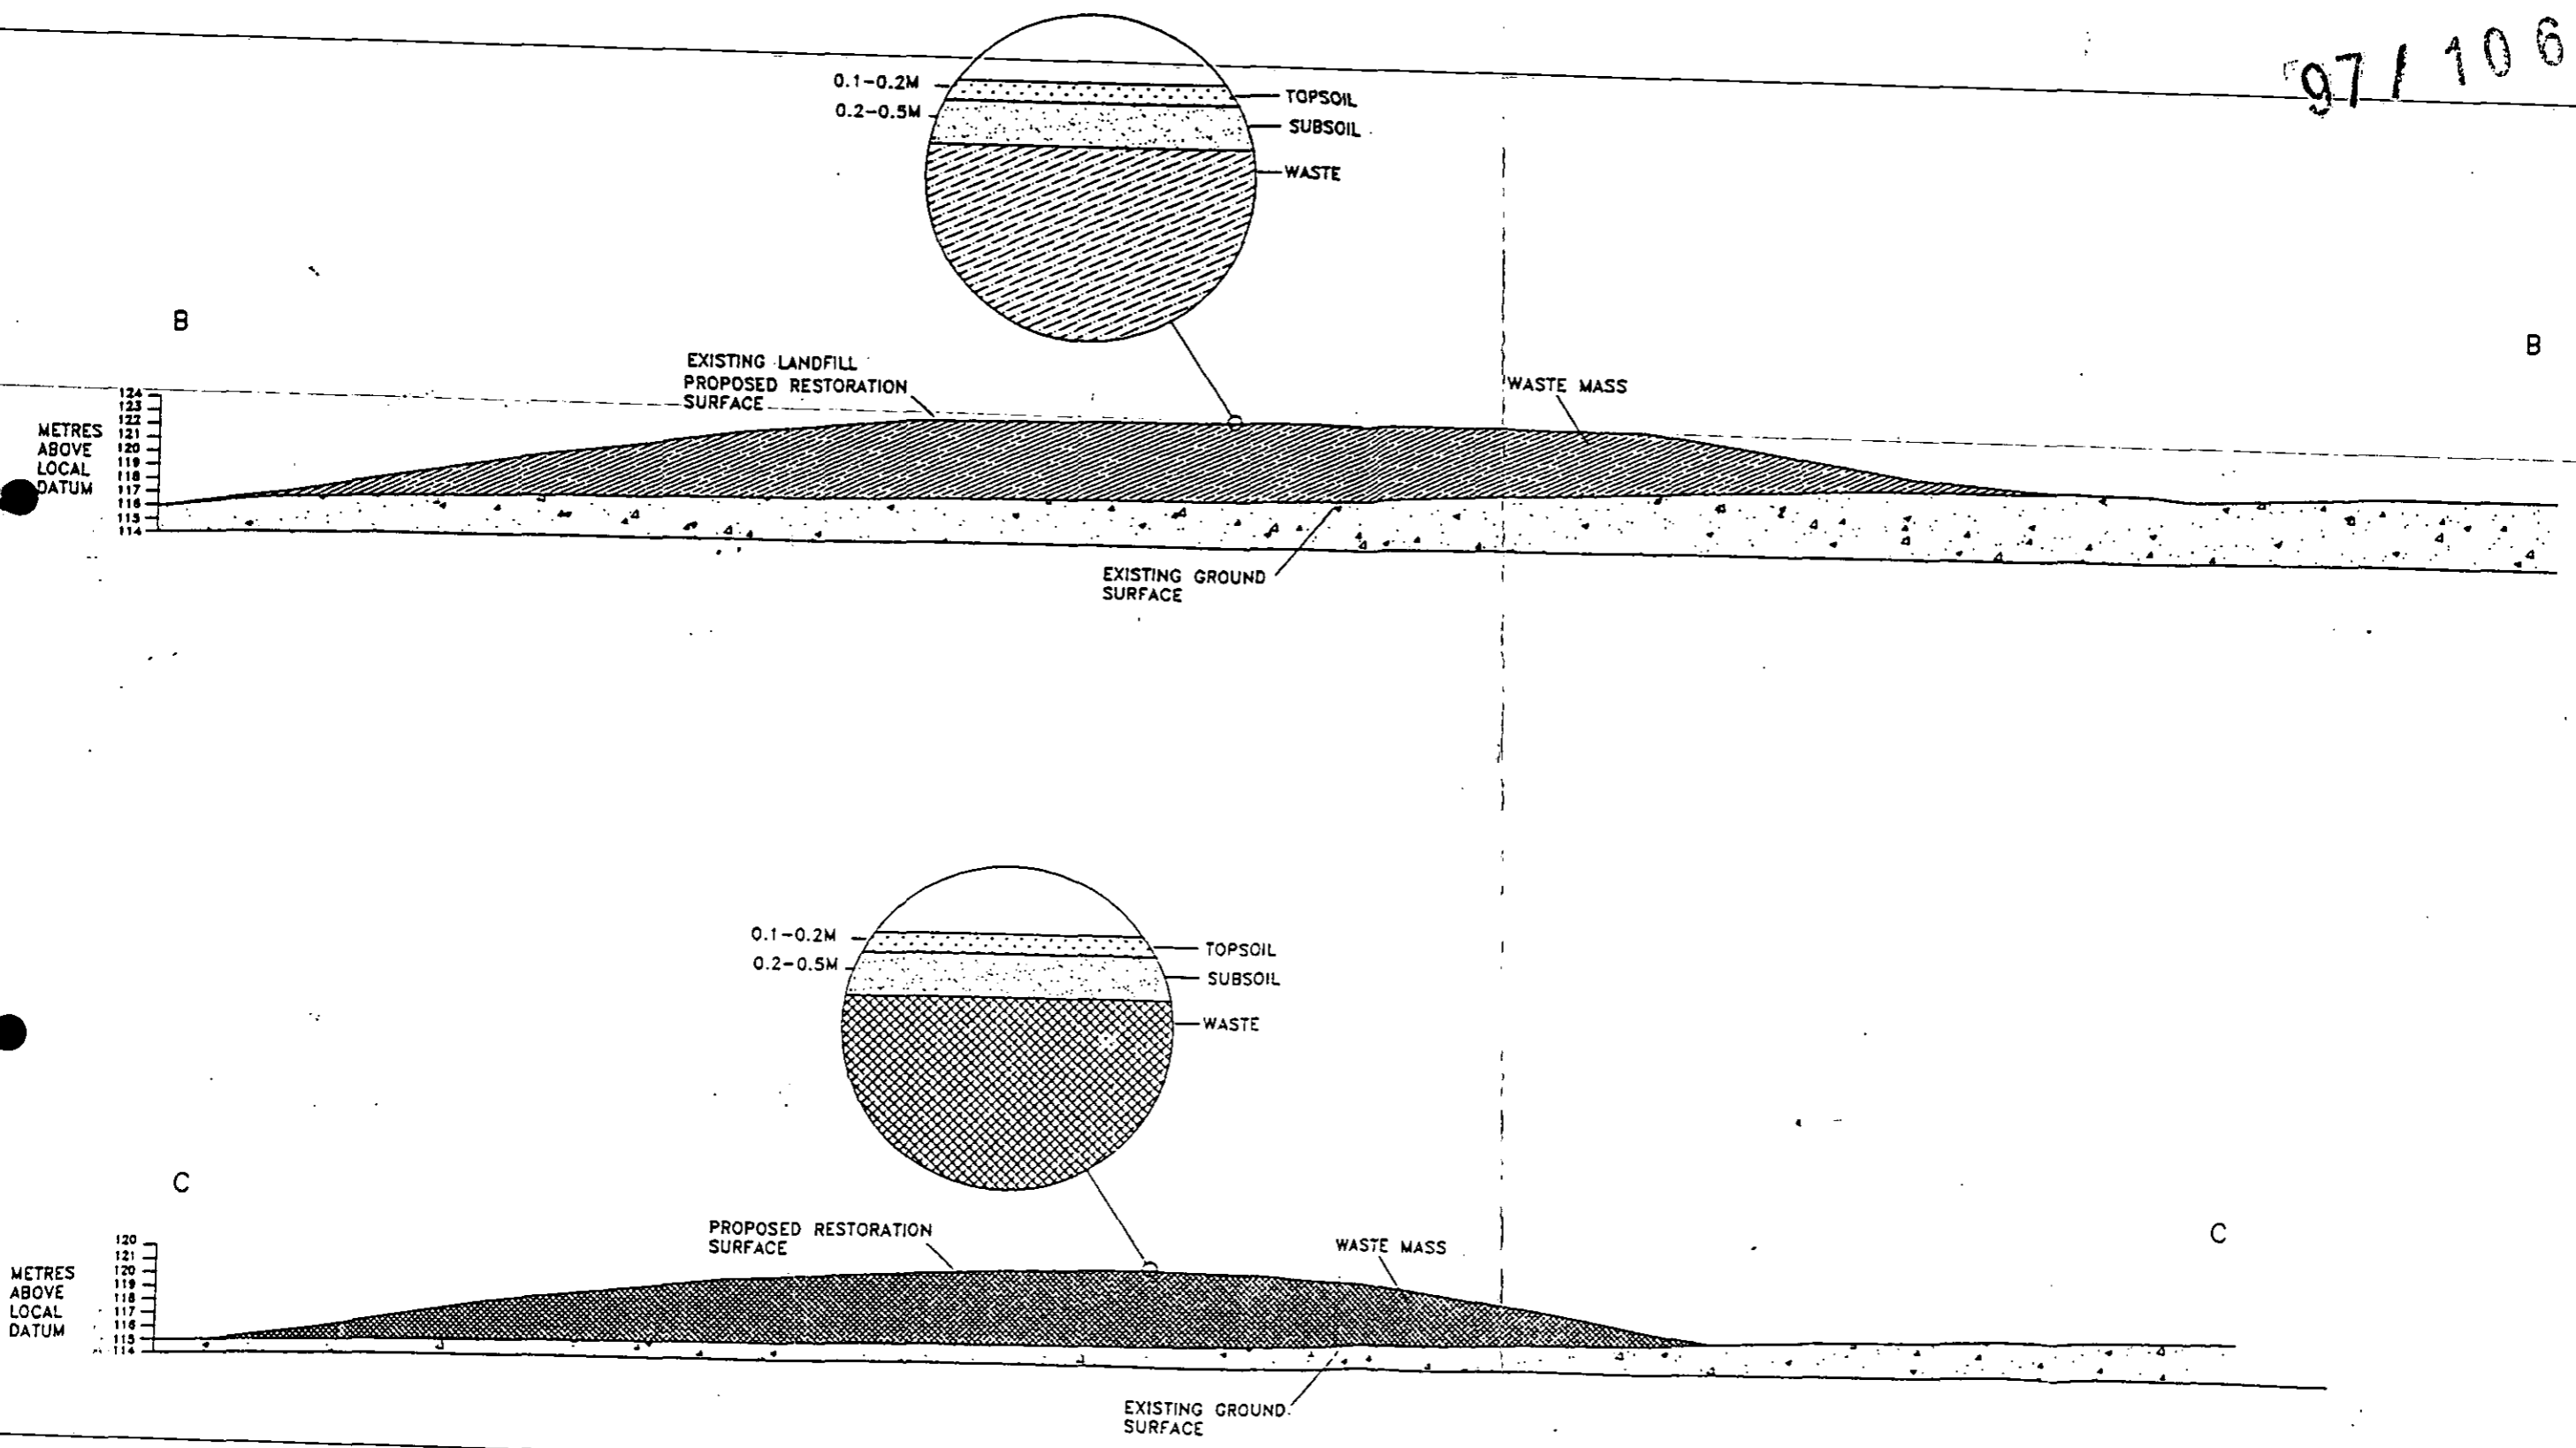 97/106
0.1-0.2M
TOPSOIL
0.2-0.5M
SUBSOIL
WASTE
B
B
EXISTING LANDFILL
PROPOSED RESTORATION
SURFACE
WASTE MASS
METRES
ABOVE
LOCAL
DATUM
124
123
122
121
120
119
118
117
116
115
114
EXISTING GROUND
SURFACE
0.1-0.2M
TOPSOIL
0.2-0.5M
SUBSOIL
WASTE
C
C
PROPOSED RESTORATION
SURFACE
WASTE MASS
METRES
ABOVE
LOCAL
DATUM
120
121
120
119
118
117
116
115
114
EXISTING GROUND
SURFACE